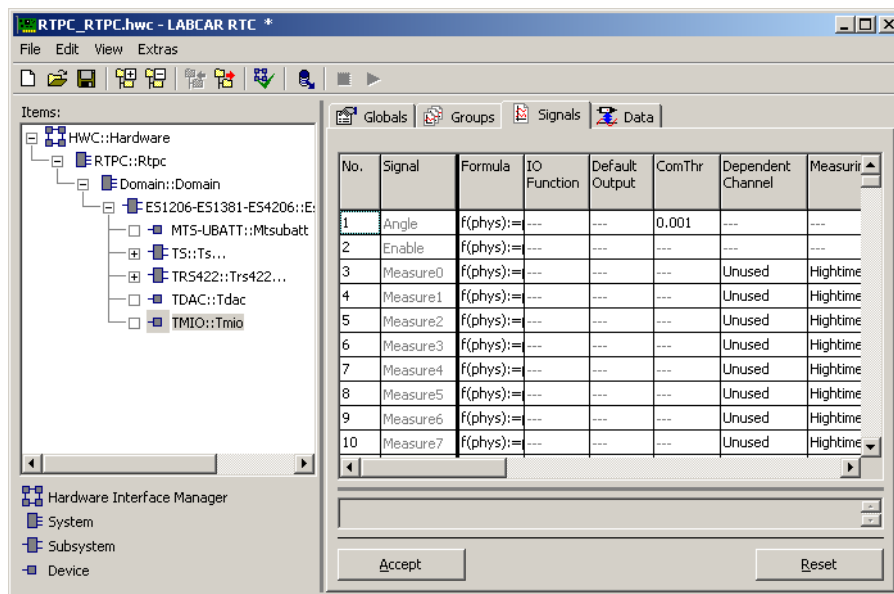 RTPC_RTPC.hwc - LABCAR RTC *
File Edit View Extras
Items:
HWC::Hardware
RTPC::Rtpc
Domain::Domain
ES1206-ES1381-ES4206::E
MTS-UBATT::Mtsubatt
TS::Ts...
TRS422::Trs422...
TDAC::Tdac
TMIO::Tmio
Hardware Interface Manager
System
Subsystem
Device
Globals Groups Signals Data
No. Signal Formula IO Function Default Output ComThr Dependent Channel Measurin
1 Angle f(phys):= --- --- 0.001 --- ---
2 Enable f(phys):= --- --- --- --- ---
3 Measure0 f(phys):= --- --- --- Unused Hightime
4 Measure1 f(phys):= --- --- --- Unused Hightime
5 Measure2 f(phys):= --- --- --- Unused Hightime
6 Measure3 f(phys):= --- --- --- Unused Hightime
7 Measure4 f(phys):= --- --- --- Unused Hightime
8 Measure5 f(phys):= --- --- --- Unused Hightime
9 Measure6 f(phys):= --- --- --- Unused Hightime
10 Measure7 f(phys):= --- --- --- Unused Hightime
Accept Reset